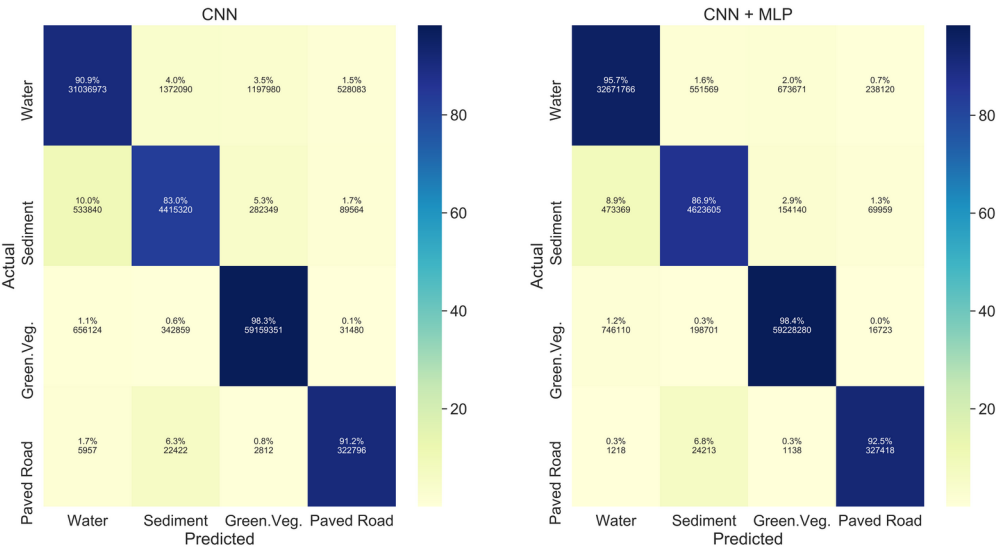 CNN
90.9% 4.0% 3.5% 1.5%
31036973 1372090 1197980 528083
10.0% 83.0% 5.3% 1.7%
533840 4415320 282349 89564
1.1% 0.6% 98.3% 0.1%
656124 342859 59159351 31480
1.7% 6.3% 0.8% 91.2%
5957 22422 2812 322796
Water
Sediment
Green.Veg.
Paved Road
Actual
Water Sediment Green.Veg. Paved Road
Predicted
80
60
40
20
CNN + MLP
95.7% 1.6% 2.0% 0.7%
32671766 551569 673671 238120
8.9% 86.9% 2.9% 1.3%
473369 4623605 154140 69959
1.2% 0.3% 98.4% 0.0%
746110 198701 59228280 16723
0.3% 6.8% 0.3% 92.5%
1218 24213 1138 327418
Water
Sediment
Green.Veg.
Paved Road
Actual
Water Sediment Green.Veg. Paved Road
Predicted
80
60
40
20